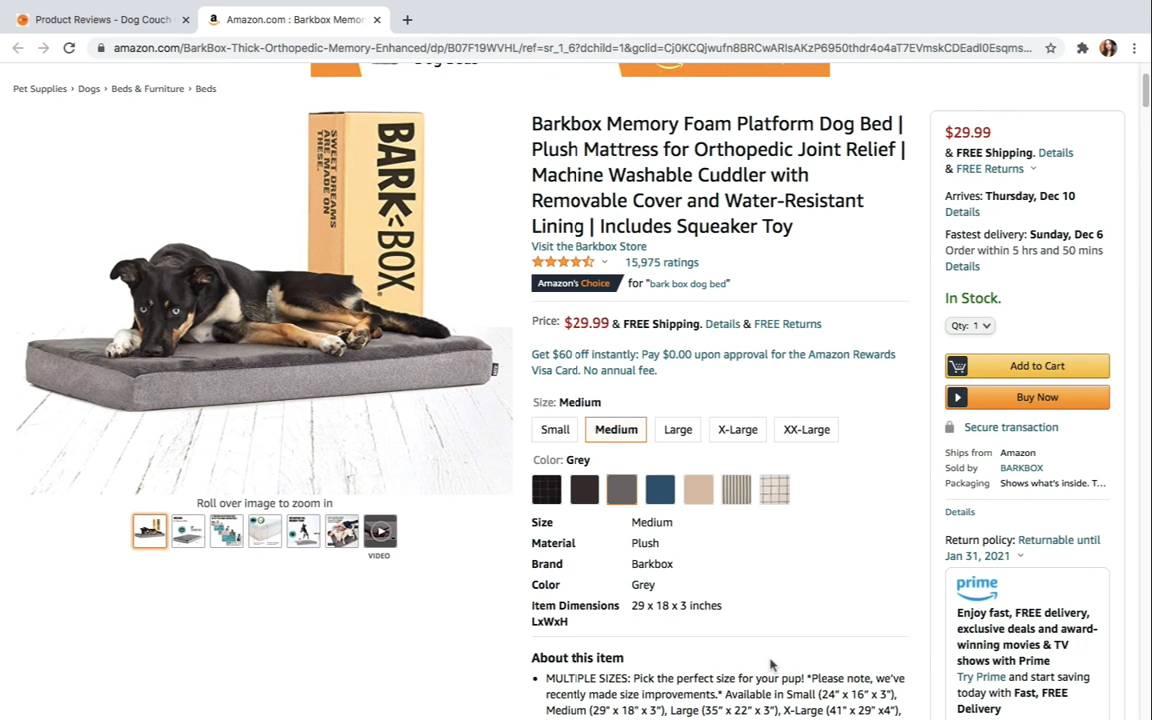 Product Reviews - Dog Couch
Amazon.com : Barkbox Memor
amazon.com/BarkBox-Thick-Orthopedic-Memory-Enhanced/dp/B07F19WVHL/ref=sr_1_6?dchild=1&gclid=Cj0KCQjwufn8BRCwARIsAKzP6950thdr4o4aT7EVmskCDEadl0Esqms...
Pet Supplies › Dogs › Beds & Furniture › Beds
SWEET DREAMS
ARE MADE ON
THESE.
BARK BOX
Roll over image to zoom in
VIDEO
Barkbox Memory Foam Platform Dog Bed |
Plush Mattress for Orthopedic Joint Relief |
Machine Washable Cuddler with
Removable Cover and Water-Resistant
Lining | Includes Squeaker Toy
Visit the Barkbox Store
15,975 ratings
Amazon's Choice for "bark box dog bed"
Price: $29.99 & FREE Shipping. Details & FREE Returns
Get $60 off instantly: Pay $0.00 upon approval for the Amazon Rewards
Visa Card. No annual fee.
Size: Medium
Small Medium Large X-Large XX-Large
Color: Grey
Size Medium
Material Plush
Brand Barkbox
Color Grey
Item Dimensions 29 x 18 x 3 inches
LxWxH
About this item
• MULTIPLE SIZES: Pick the perfect size for your pup! *Please note, we've
recently made size improvements.* Available in Small (24" x 16" x 3"),
Medium (29" x 18" x 3"), Large (35" x 22" x 3"), X-Large (41" x 29" x4"),
$29.99
& FREE Shipping. Details
& FREE Returns
Arrives: Thursday, Dec 10
Details
Fastest delivery: Sunday, Dec 6
Order within 5 hrs and 50 mins
Details
In Stock.
Qty: 1
Add to Cart
Buy Now
Secure transaction
Ships from Amazon
Sold by BARKBOX
Packaging Shows what's inside. T...
Details
Return policy: Returnable until
Jan 31, 2021
prime
Enjoy fast, FREE delivery,
exclusive deals and award-
winning movies & TV
shows with Prime
Try Prime and start saving
today with Fast, FREE
Delivery